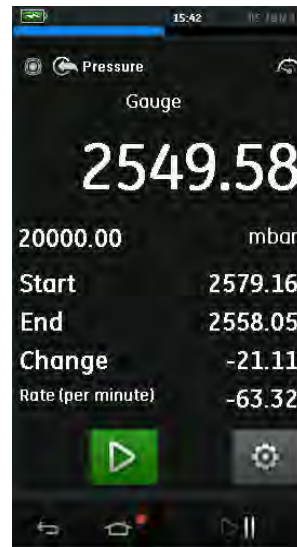 15:42
Pressure
Gauge
2549.58
20000.00 mbar
Start 2579.16
End 2558.05
Change -21.11
Rate (per minute) -63.32